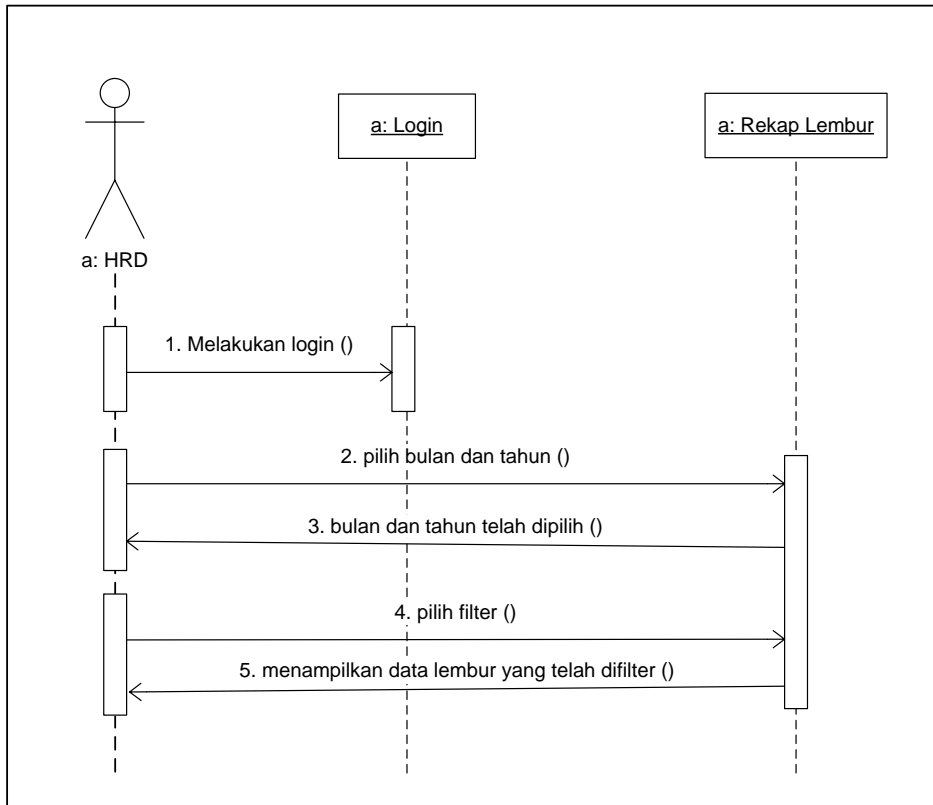 a: Login
a: Rekap Lembur
a: HRD
1. Melakukan login ()
2. pilih bulan dan tahun ()
3. bulan dan tahun telah dipilih ()
4. pilih filter ()
5. menampilkan data lembur yang telah difilter ()